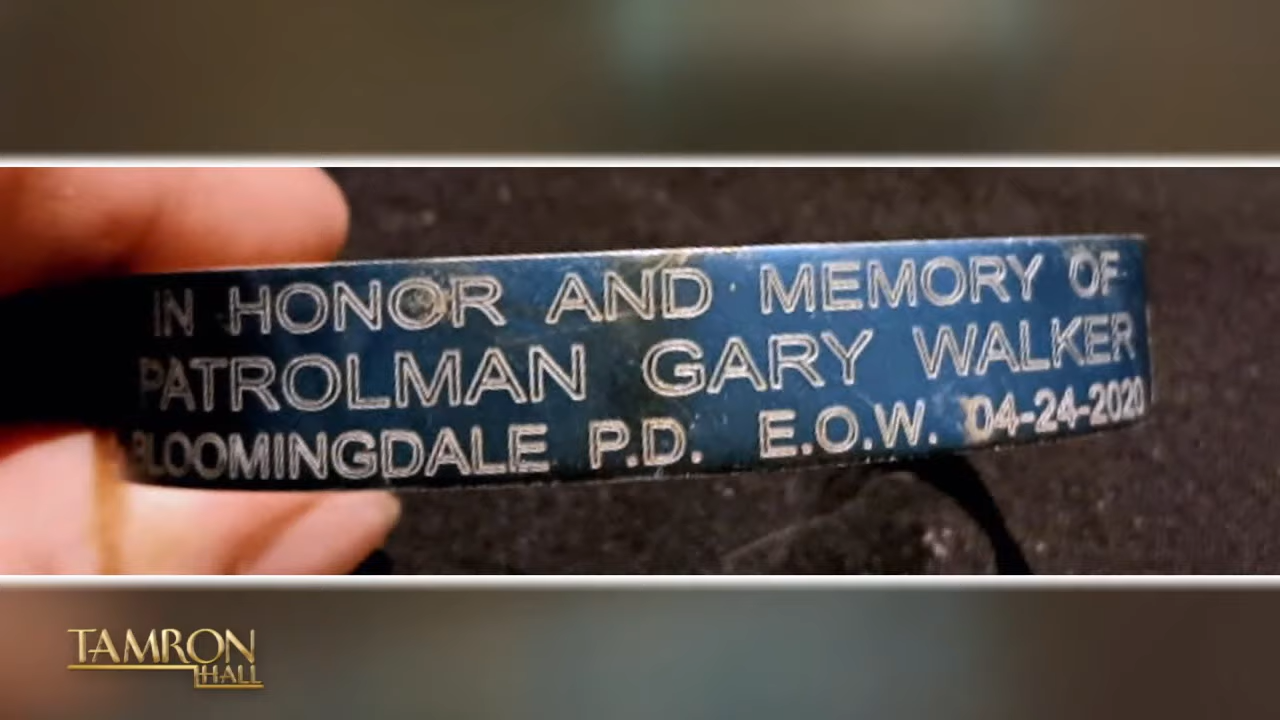 IN HONOR AND MEMORY OF
PATROLMAN GARY WALKER
BLOOMINGDALE P.D. E.O.W. 04-24-2020
TAMRON
HALL